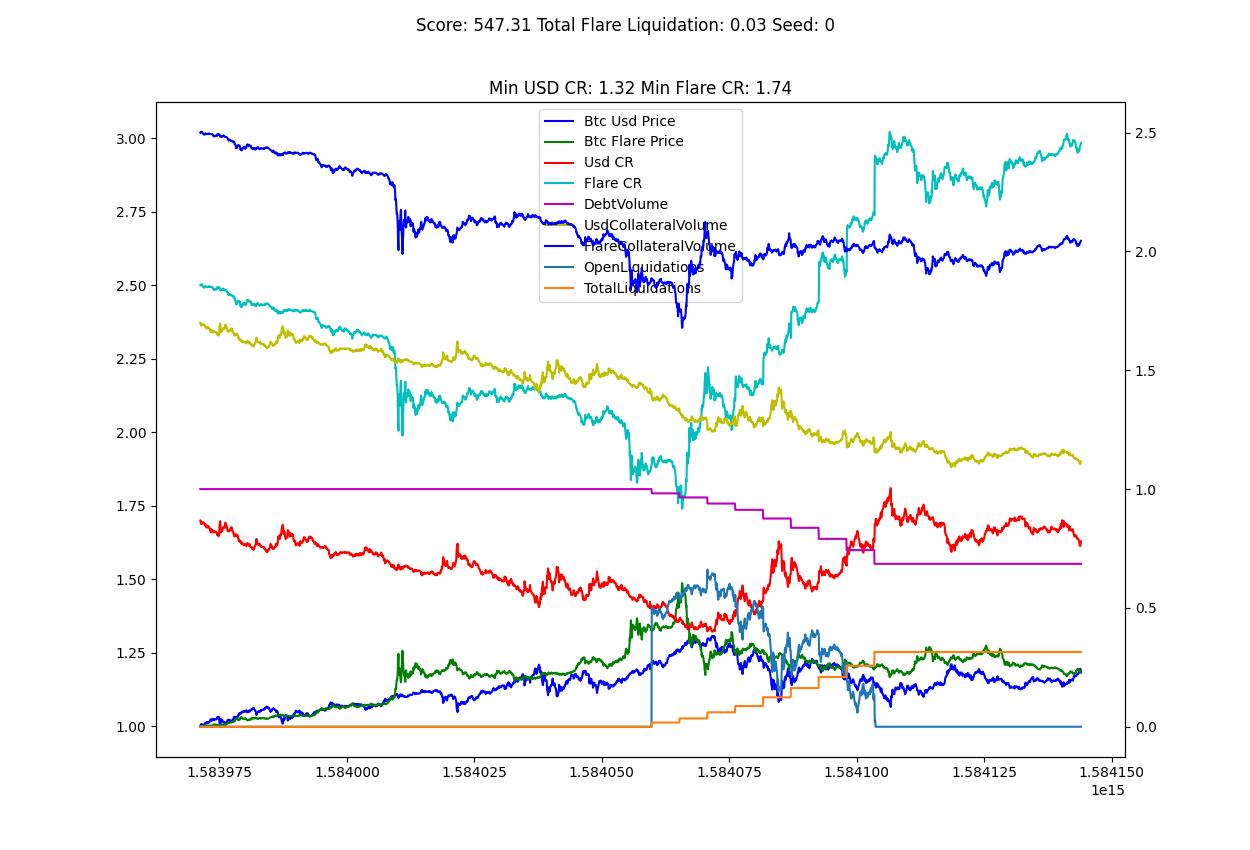 Score: 547.31 Total Flare Liquidation: 0.03 Seed: 0
Min USD CR: 1.32 Min Flare CR: 1.74
Btc Usd Price
Btc Flare Price
Usd CR
Flare CR
DebtVolume
UsdCollateralVolume
FlareCollateralVolume
OpenLiquidations
TotalLiquidations
3.00
2.75
2.50
2.25
2.00
1.75
1.50
1.25
1.00
2.5
2.0
1.5
1.0
0.5
0.0
1.583975 1.584000 1.584025 1.584050 1.584075 1.584100 1.584125 1.584150
1e15